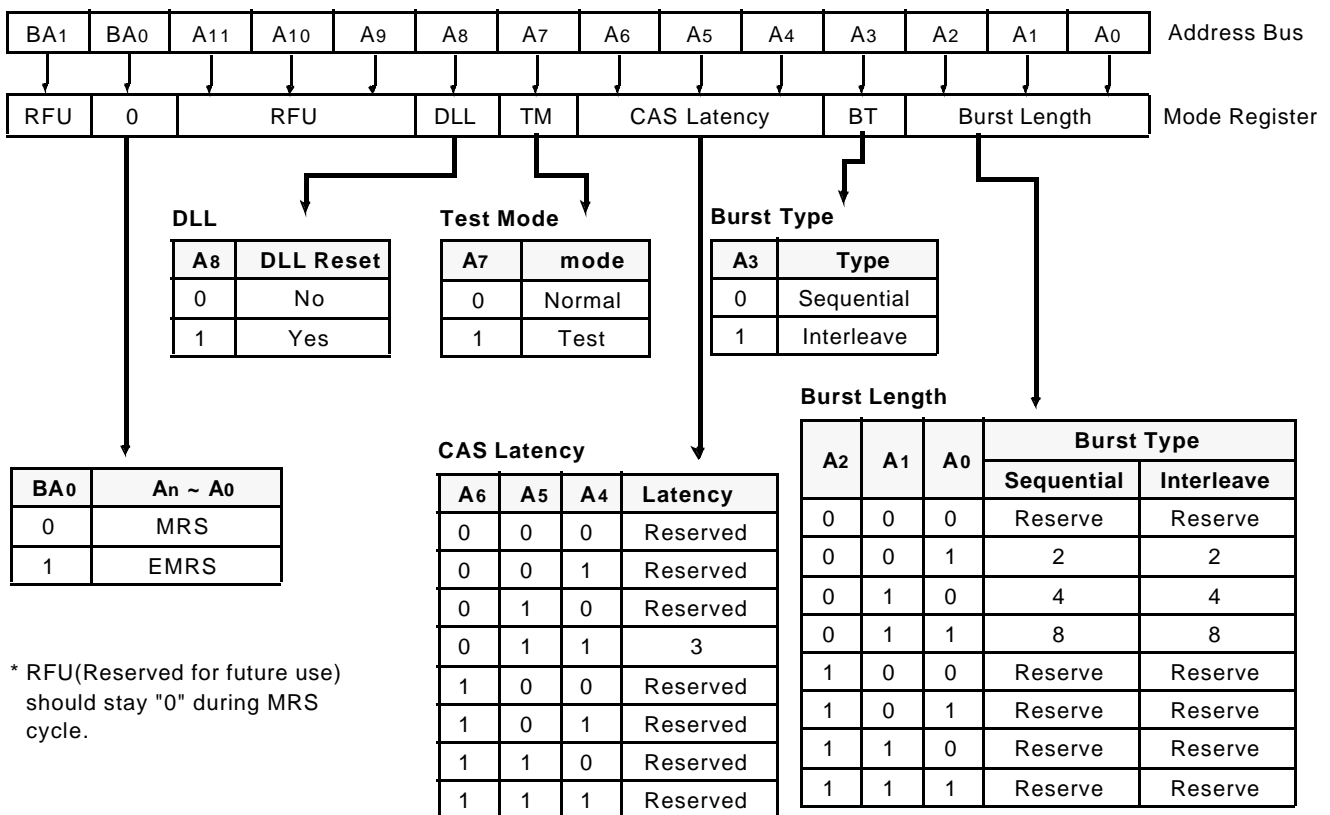 BA1 BA0 A11 A10 A9 A8 A7 A6 A5 A4 A3 A2 A1 A0 Address Bus
RFU 0 RFU DLL TM CAS Latency BT Burst Length Mode Register
DLL
A8 DLL Reset
0 No
1 Yes
Test Mode
A7 mode
0 Normal
1 Test
Burst Type
A3 Type
0 Sequential
1 Interleave
BA0 An ~ A0
0 MRS
1 EMRS
* RFU(Reserved for future use)
should stay "0" during MRS
cycle.
CAS Latency
A6 A5 A4 Latency
0 0 0 Reserved
0 0 1 Reserved
0 1 0 Reserved
0 1 1 3
1 0 0 Reserved
1 0 1 Reserved
1 1 0 Reserved
1 1 1 Reserved
Burst Length
A2 A1 A0 Burst Type
Sequential Interleave
0 0 0 Reserve Reserve
0 0 1 2 2
0 1 0 4 4
0 1 1 8 8
1 0 0 Reserve Reserve
1 0 1 Reserve Reserve
1 1 0 Reserve Reserve
1 1 1 Reserve Reserve